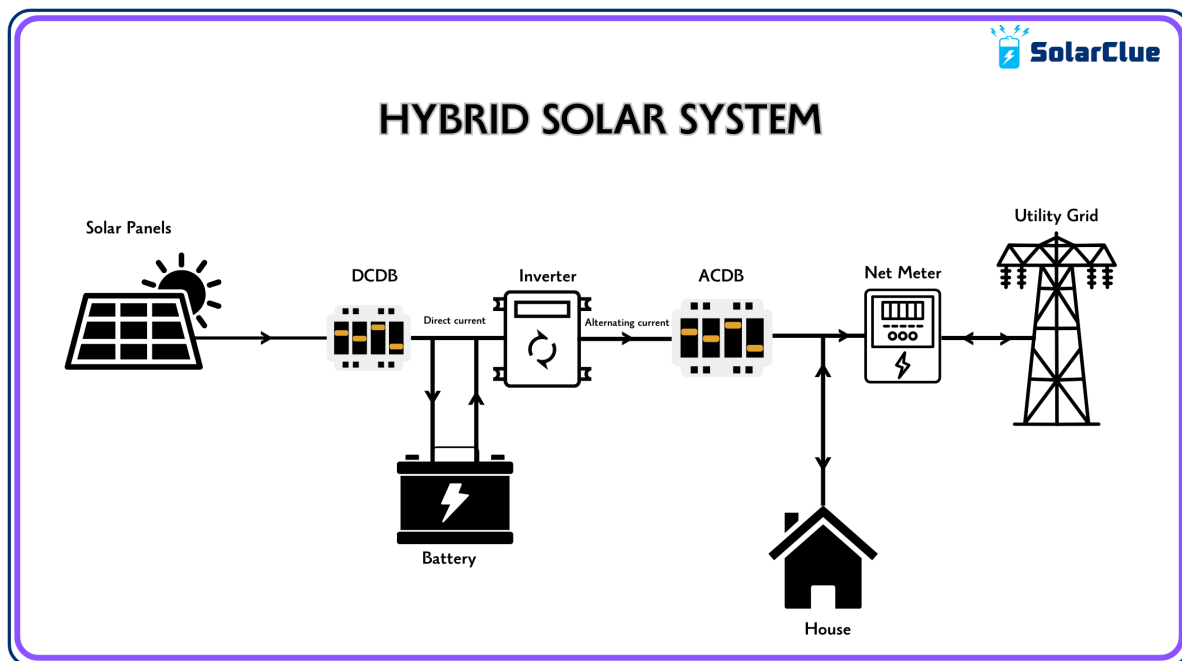 SolarClue
HYBRID SOLAR SYSTEM
Solar Panels
DCDB
Direct current
Inverter
Alternating current
ACDB
Net Meter
Utility Grid
Battery
House